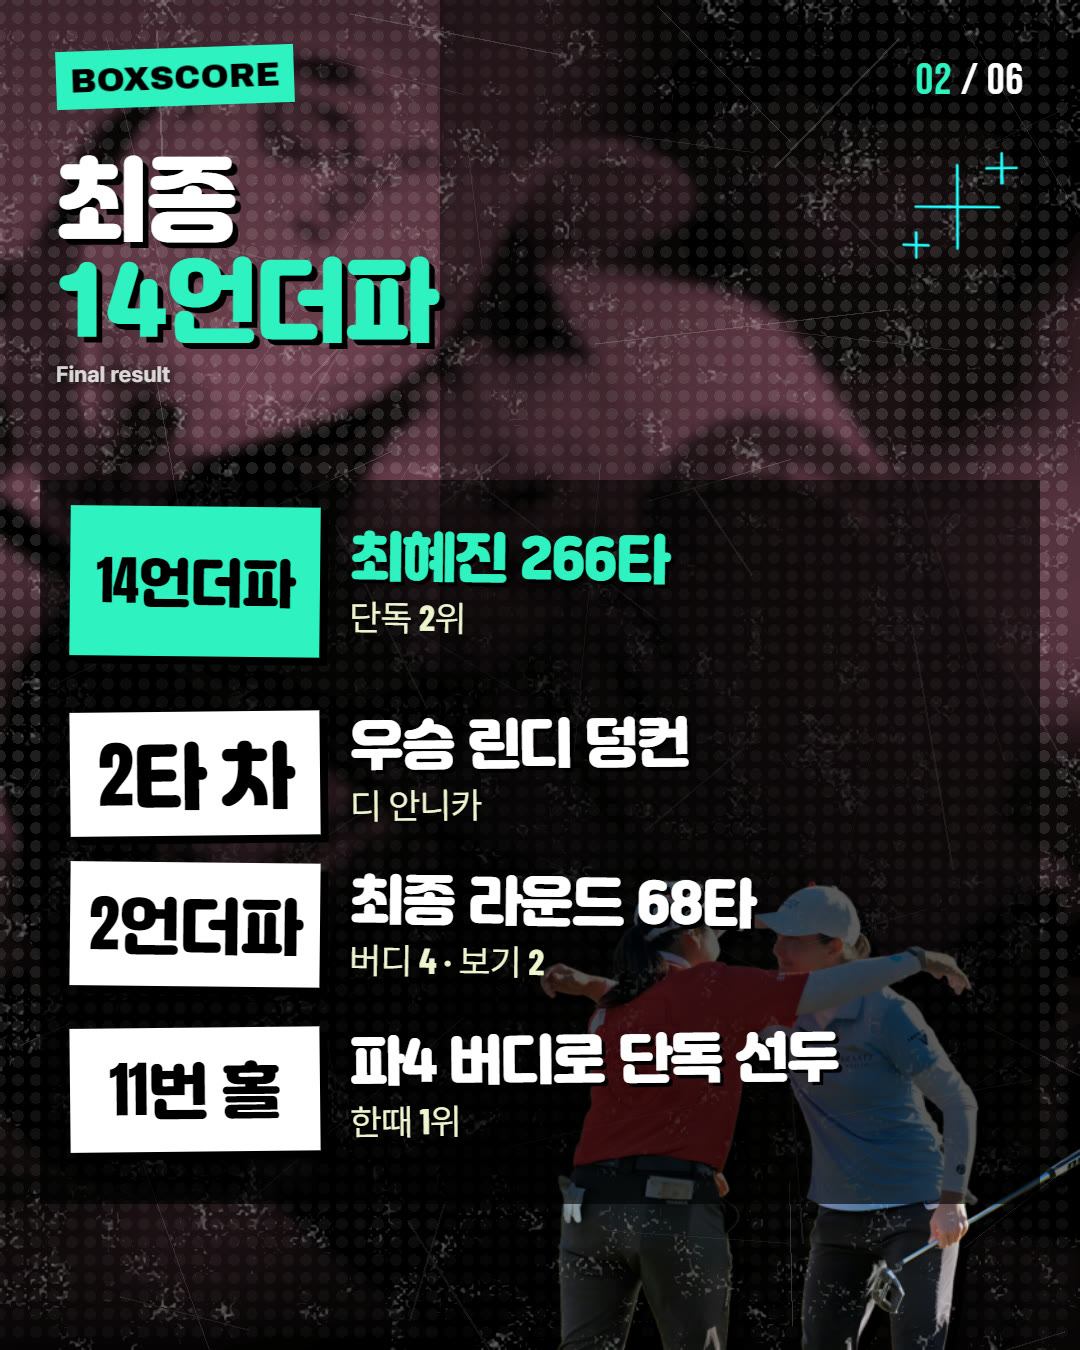 BOXSCORE
02 / 06
최종
14언더파
Final result
14언더파
최혜진 266타
단독 2위
2타 차
우승 린디 덩컨
디 안니카
2언더파
최종 라운드 68타
버디 4 · 보기 2
11번 홀
파4 버디로 단독 선두
한때 1위